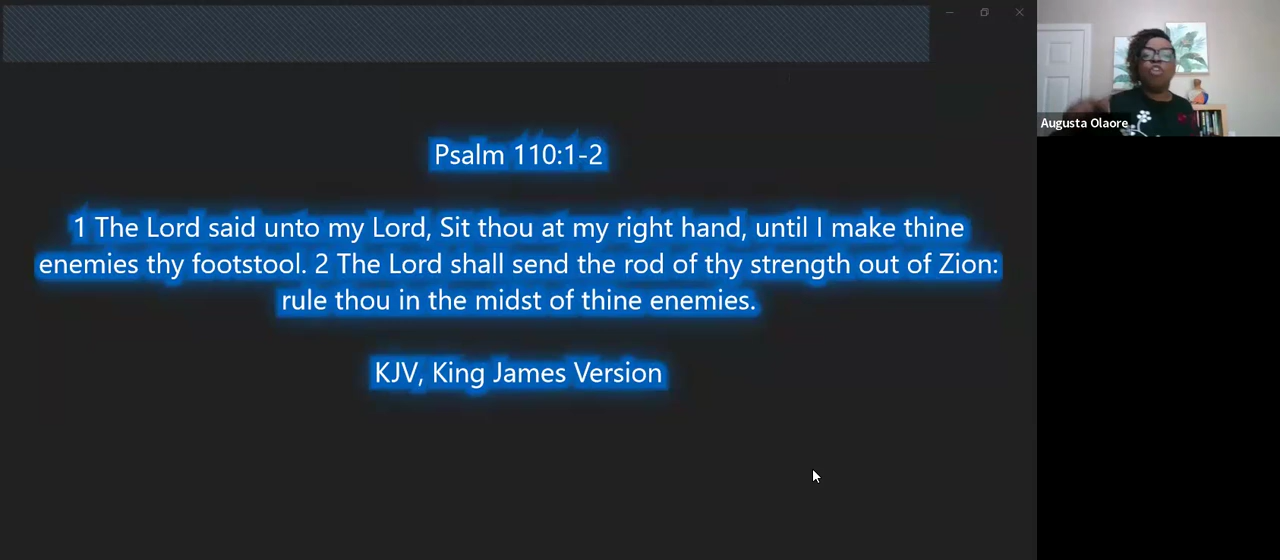 Psalm 110:1-2
1 The Lord said unto my Lord, Sit thou at my right hand, until I make thine
enemies thy footstool. 2 The Lord shall send the rod of thy strength out of Zion:
rule thou in the midst of thine enemies.
KJV, King James Version
Augusta Olaore